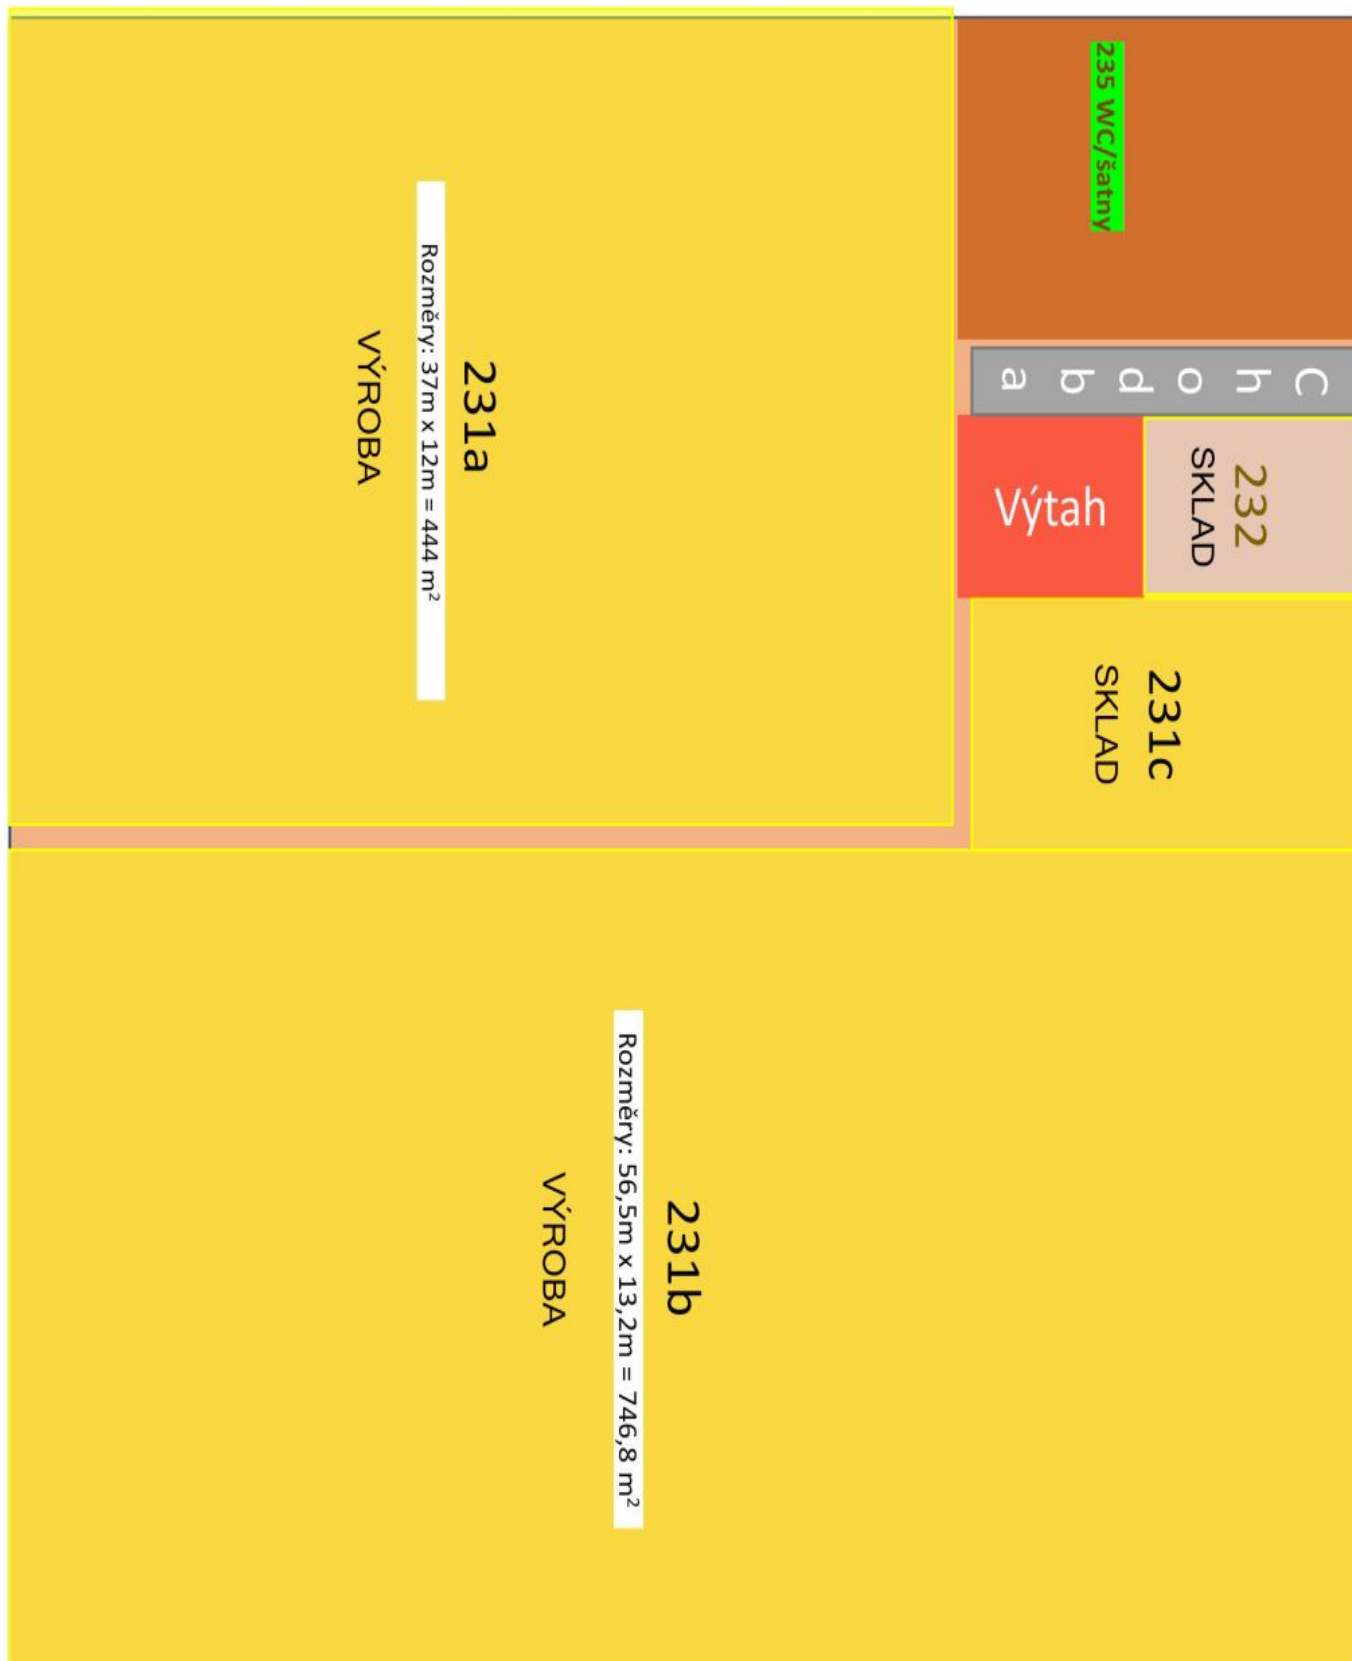 235 WC/šatny
Chodba
232
SKLAD
Výtah
231c
SKLAD
231a
Rozměry: 37m x 12m = 444 m²
VÝROBA
231b
Rozměry: 56,5m x 13,2m = 746,8 m²
VÝROBA